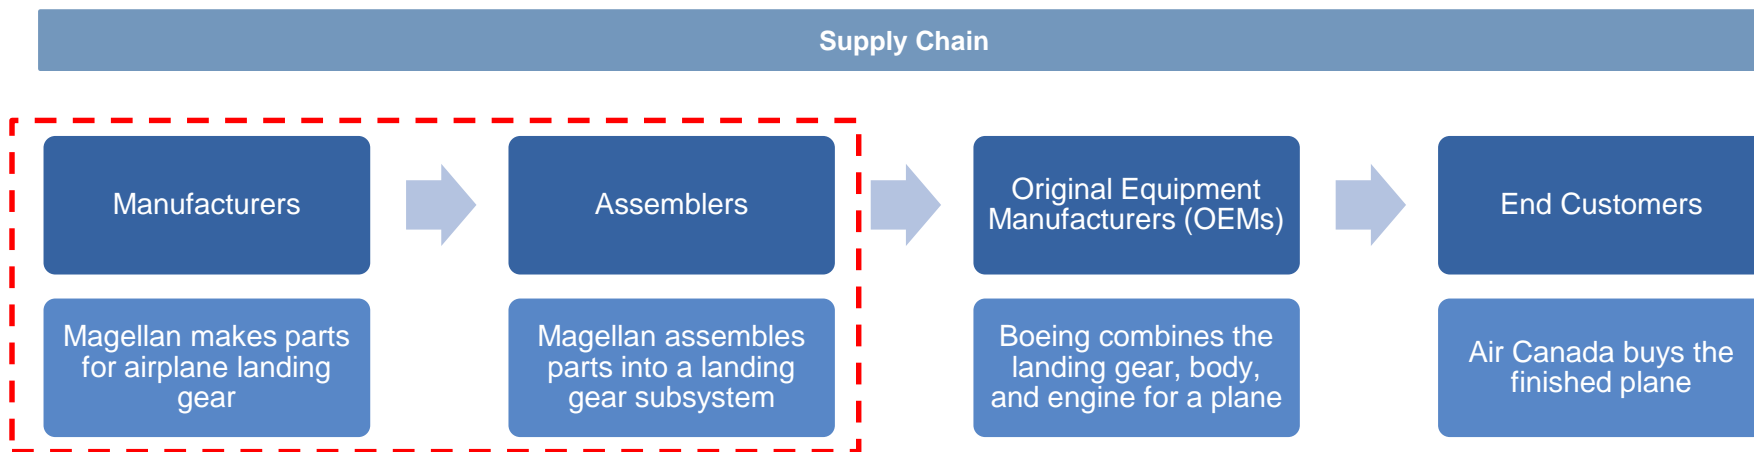 Supply Chain
Manufacturers
Assemblers
Original Equipment
Manufacturers (OEMs)
End Customers
Magellan makes parts
for airplane landing
gear
Magellan assembles
parts into a landing
gear subsystem
Boeing combines the
landing gear, body,
and engine for a plane
Air Canada buys the
finished plane